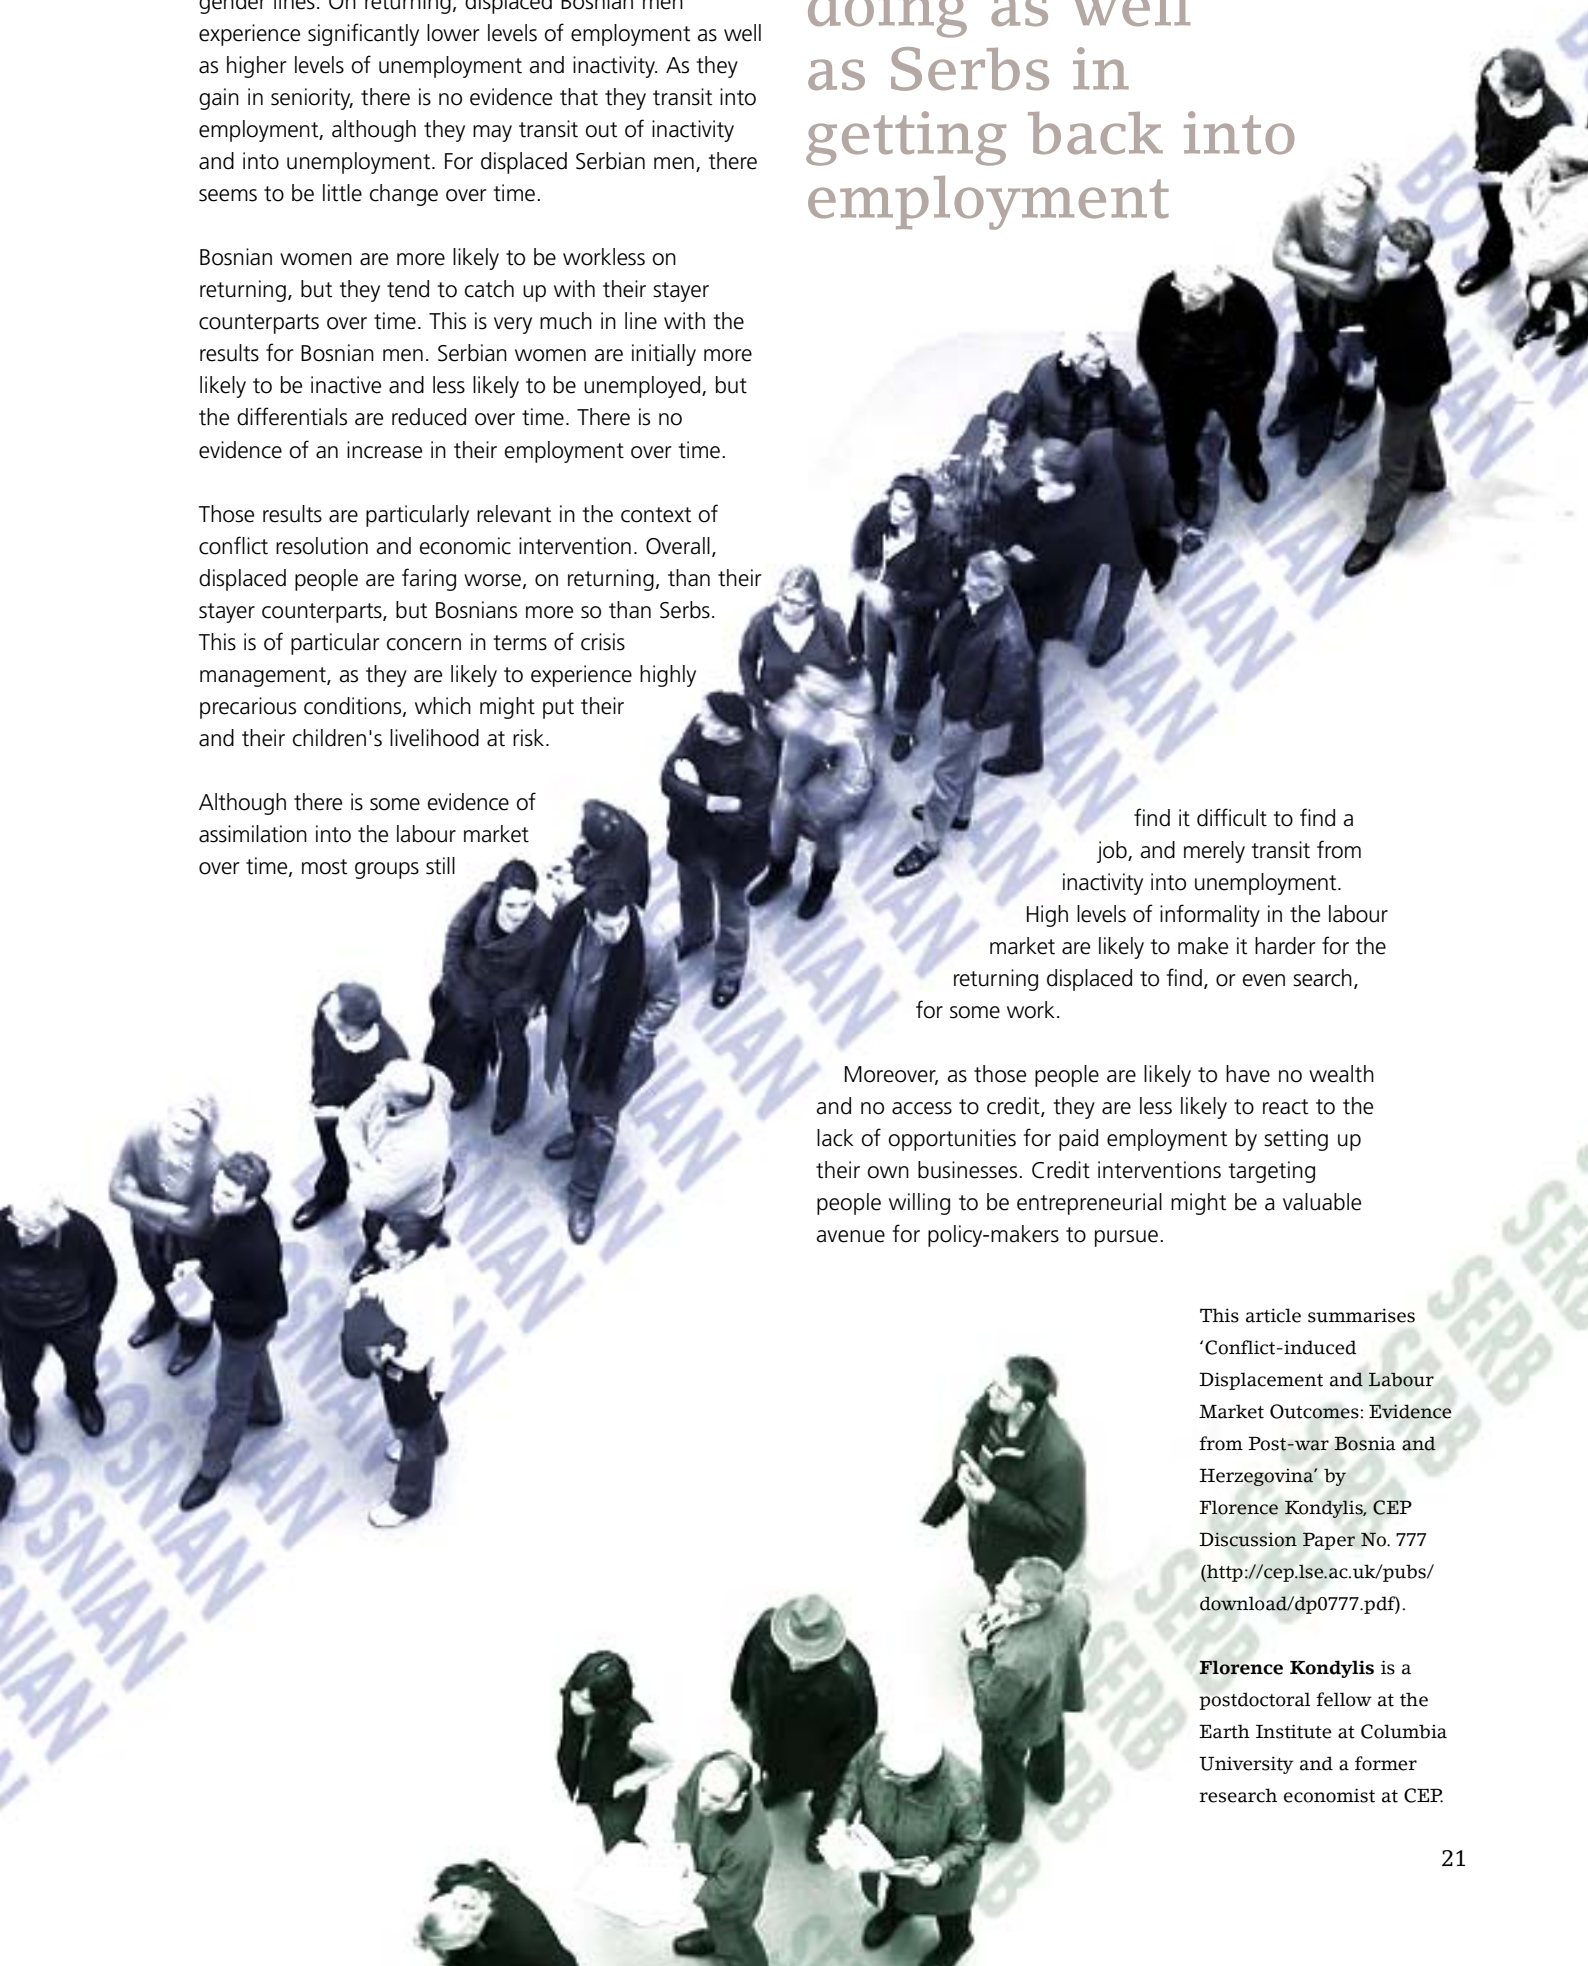 gender lines. On returning, displaced Bosnian men
experience significantly lower levels of employment as well
as higher levels of unemployment and inactivity. As they
gain in seniority, there is no evidence that they transit into
employment, although they may transit out of inactivity
and into unemployment. For displaced Serbian men, there
seems to be little change over time.
Bosnian women are more likely to be workless on
returning, but they tend to catch up with their stayer
counterparts over time. This is very much in line with the
results for Bosnian men. Serbian women are initially more
likely to be inactive and less likely to be unemployed, but
the differentials are reduced over time. There is no
evidence of an increase in their employment over time.
Those results are particularly relevant in the context of
conflict resolution and economic intervention. Overall,
displaced people are faring worse, on returning, than their
stayer counterparts, but Bosnians more so than Serbs.
This is of particular concern in terms of crisis
management, as they are likely to experience highly
precarious conditions, which might put their
and their children's livelihood at risk.
Although there is some evidence of
assimilation into the labour market
over time, most groups still
doing as well
as Serbs in
getting back into
employment
find it difficult to find a
job, and merely transit from
inactivity into unemployment.
High levels of informality in the labour
market are likely to make it harder for the
returning displaced to find, or even search,
for some work.
Moreover, as those people are likely to have no wealth
and no access to credit, they are less likely to react to the
lack of opportunities for paid employment by setting up
their own businesses. Credit interventions targeting
people willing to be entrepreneurial might be a valuable
avenue for policy-makers to pursue.
This article summarises
‘Conflict-induced
Displacement and Labour
Market Outcomes: Evidence
from Post-war Bosnia and
Herzegovina’ by
Florence Kondylis, CEP
Discussion Paper No. 777
(http://cep.lse.ac.uk/pubs/
download/dp0777.pdf).
Florence Kondylis is a
postdoctoral fellow at the
Earth Institute at Columbia
University and a former
research economist at CEP.
21